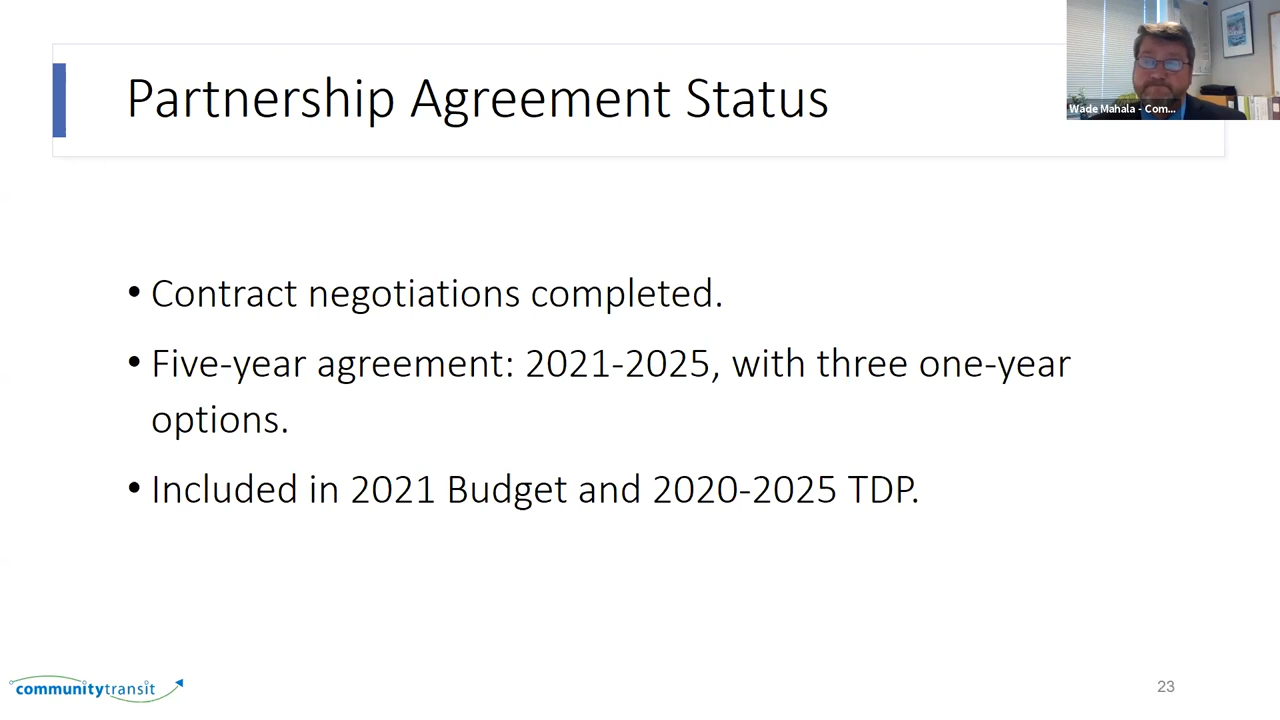 Partnership Agreement Status
Wade Mahala - Com...
• Contract negotiations completed.
• Five-year agreement: 2021-2025, with three one-year
options.
• Included in 2021 Budget and 2020-2025 TDP.
communitytransit
23